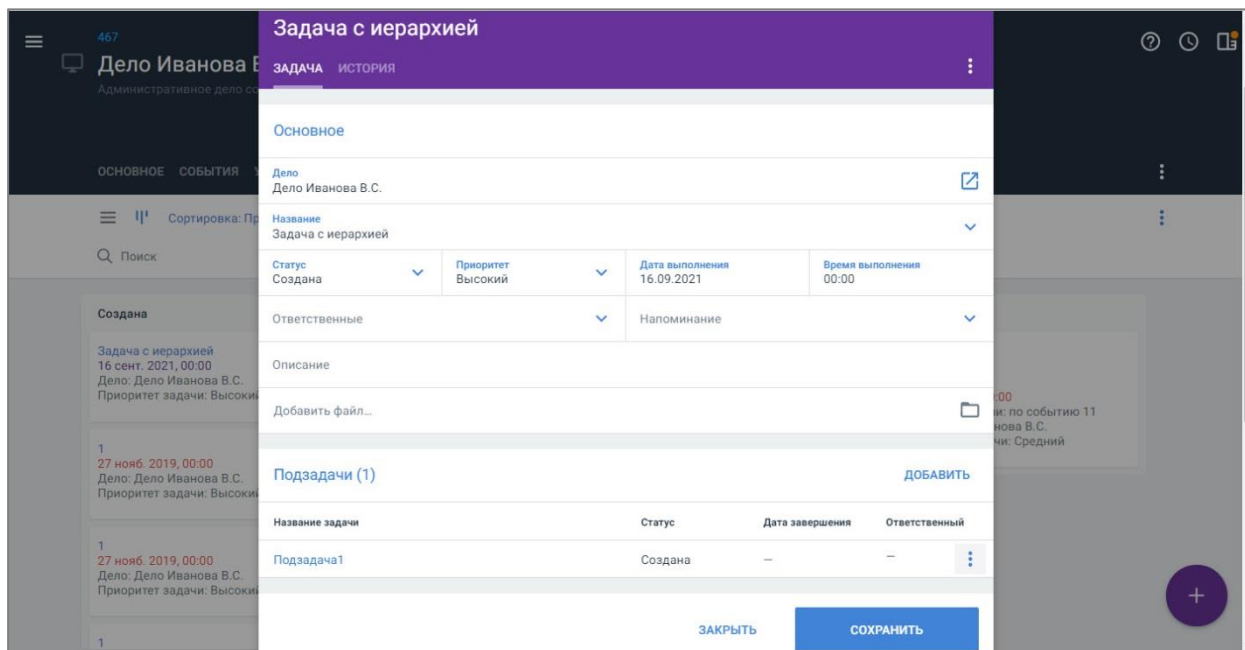 467
Дело Иванова В
Административное дело со
ОСНОВНОЕ СОБЫТИЯ
Сортировка: Пр
Поиск
Создана
Задача с иерархией
16 сент. 2021, 00:00
Дело: Дело Иванова В.С.
Приоритет задачи: Высокий
1
27 нояб. 2019, 00:00
Дело: Дело Иванова В.С.
Приоритет задачи: Высокий
1
27 нояб. 2019, 00:00
Дело: Дело Иванова В.С.
Приоритет задачи: Высокий
1
Задача с иерархией
ЗАДАЧА ИСТОРИЯ
Основное
Дело
Дело Иванова В.С.
Название
Задача с иерархией
Статус Приоритет Дата выполнения Время выполнения
Создана Высокий 16.09.2021 00:00
Ответственные Напоминание
Описание
Добавить файл...
Подзадачи (1) ДОБАВИТЬ
Название задачи Статус Дата завершения Ответственный
Подзадача1 Создана — —
ЗАКРЫТЬ СОХРАНИТЬ
:00
и: по событию 11
нова В.С.
чи: Средний